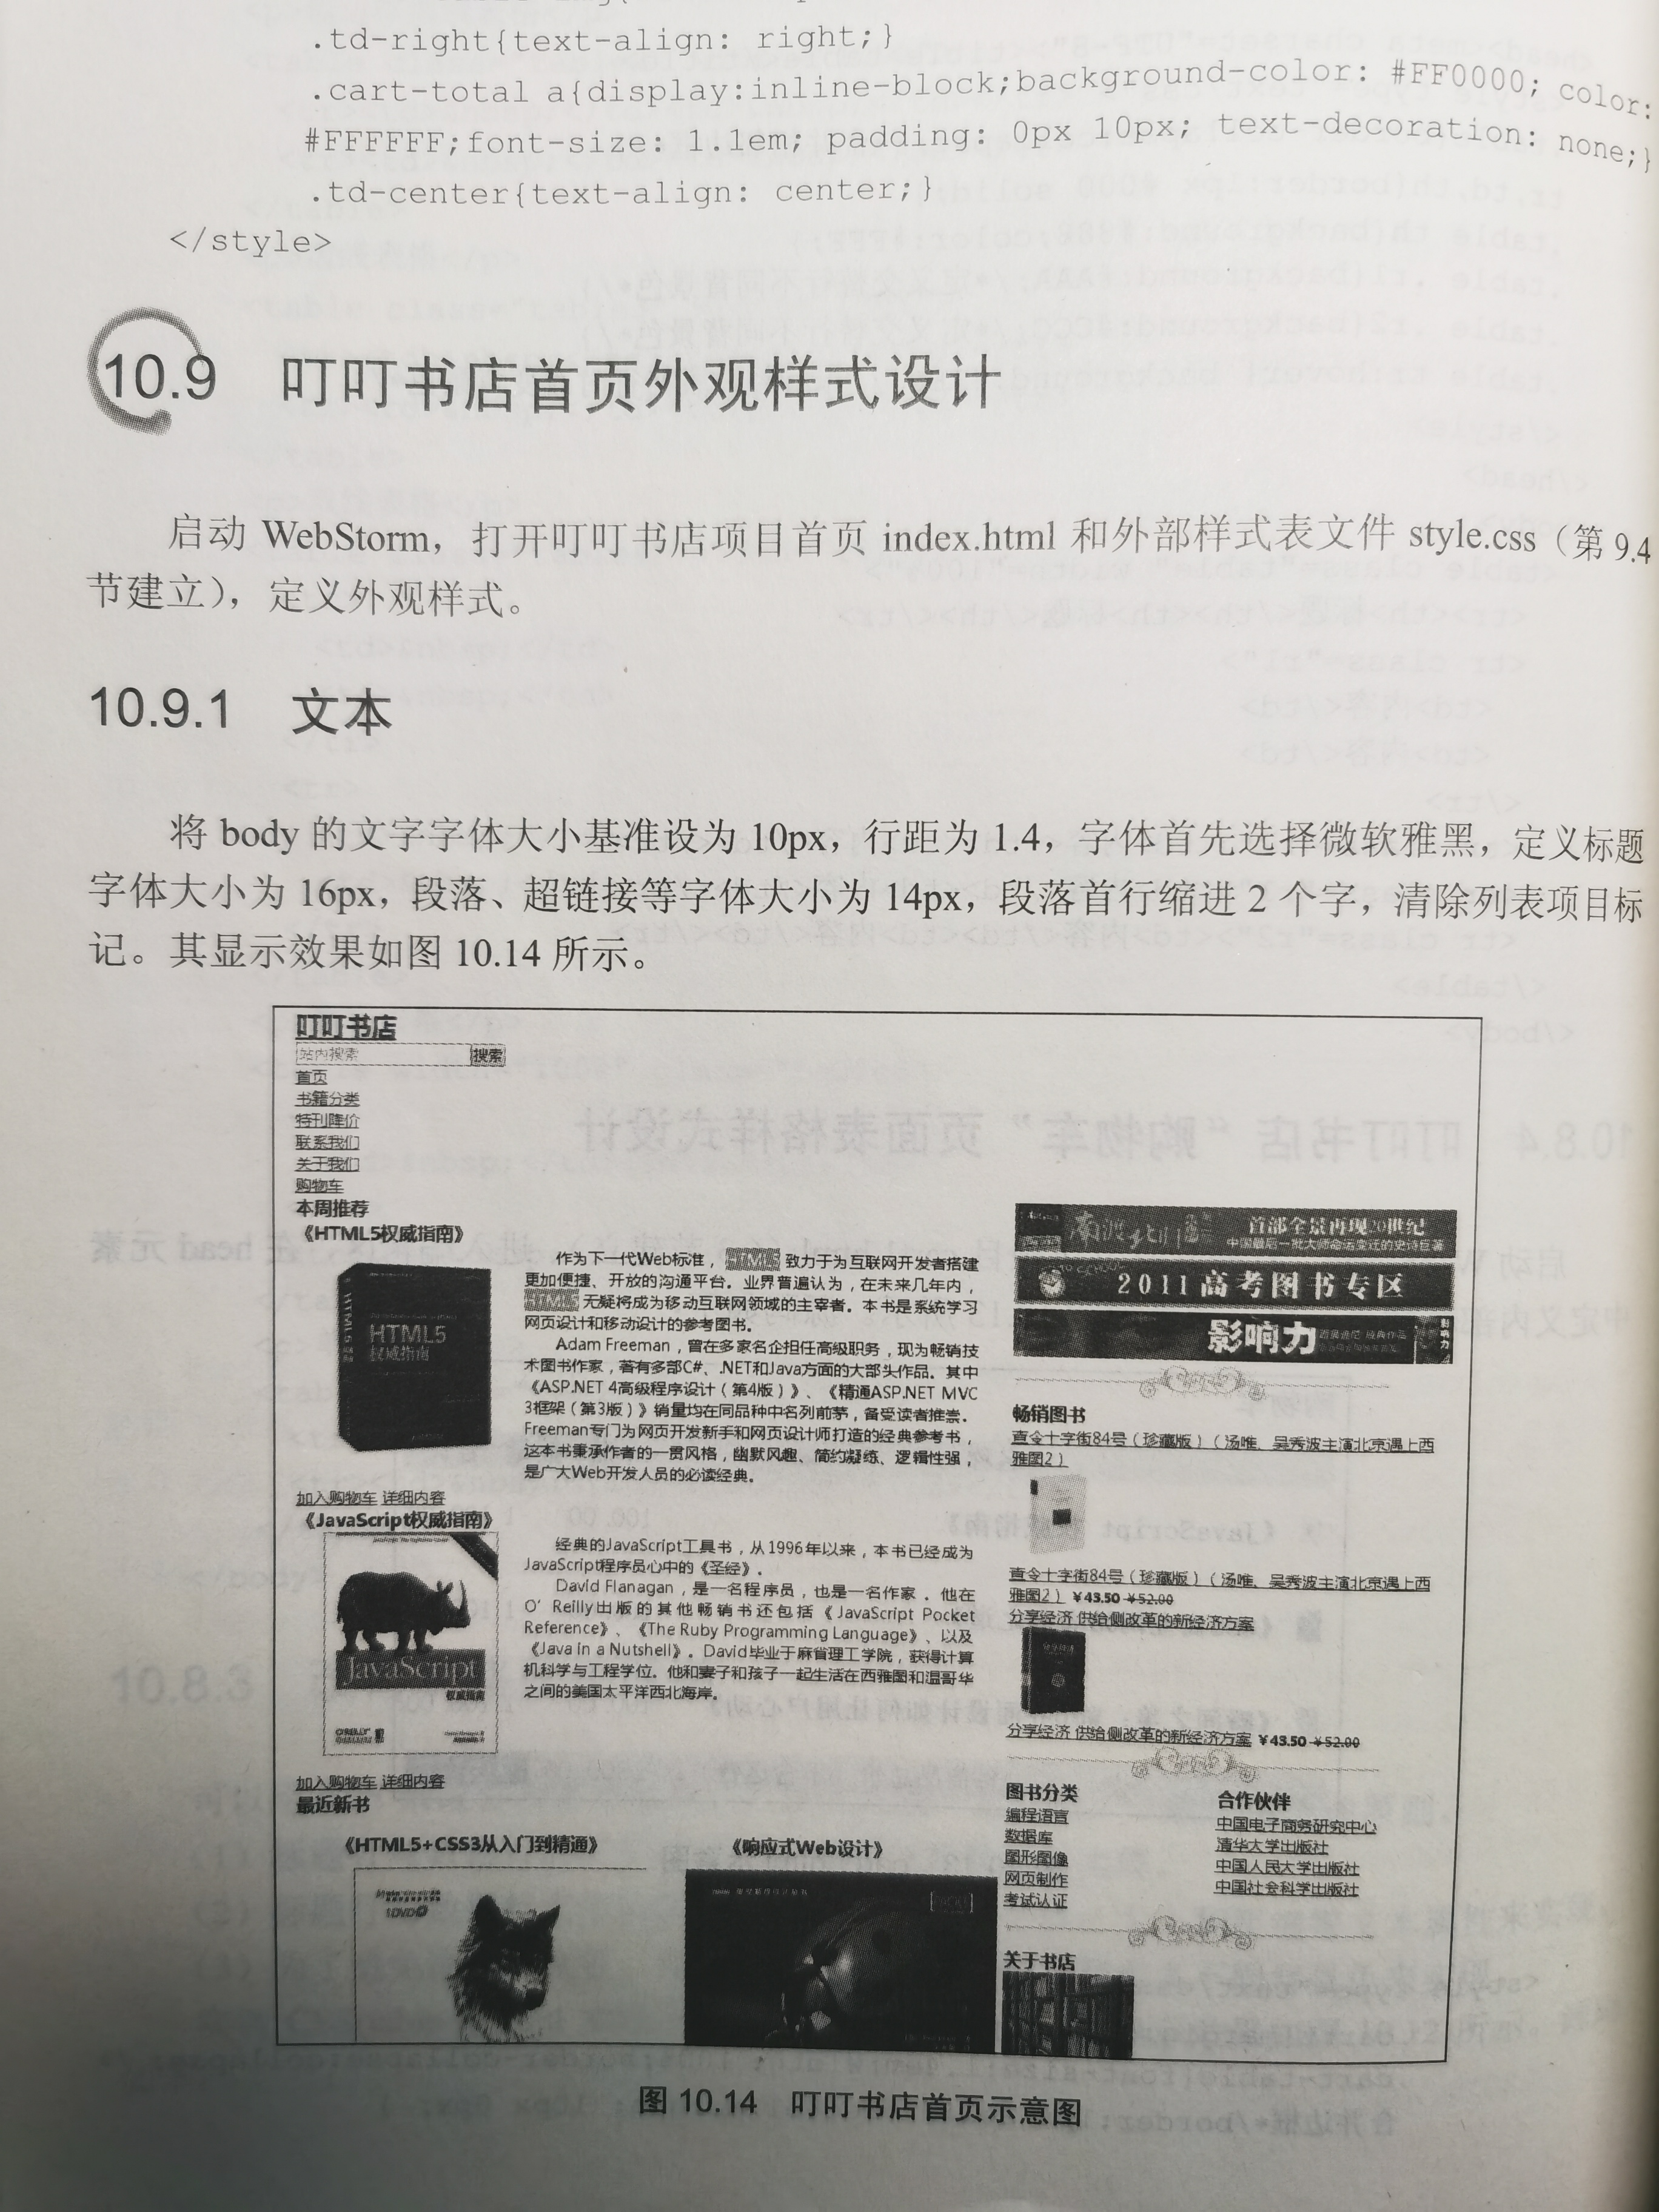 .td-right{text-align: right;}
.cart-total a{display:inline-block;background-color: #FF0000; color:
#FFFFFF;font-size: 1.1em; padding: 0px 10px; text-decoration: none;}
.td-center{text-align: center;}
</style>
10.9 叮叮书店首页外观样式设计
启动 WebStorm，打开叮叮书店项目首页 index.html 和外部样式表文件 style.css（第 9.4
节建立），定义外观样式。
10.9.1 文本
将 body 的文字字体大小基准设为 10px，行距为 1.4，字体首先选择微软雅黑，定义标题
字体大小为 16px，段落、超链接等字体大小为 14px，段落首行缩进 2 个字，清除列表项目标
记。其显示效果如图 10.14 所示。
叮叮书店
站内搜索 搜索
首页
书籍分类
特刊降价
联系我们
关于我们
购物车
本周推荐
《HTML5权威指南》
HTML5
权威指南
作为下一代Web标准，HTML5 致力于为互联网开发者搭建
更加便捷、开放的沟通平台。业界普遍认为，在未来几年内，
HTML5 无疑将成为移动互联网领域的主宰者。本书是系统学习
网页设计和移动设计的参考图书。
Adam Freeman，曾在多家名企担任高级职务，现为畅销技
术图书作家，著有多部C#、.NET和Java方面的大部头作品。其中
《ASP.NET 4高级程序设计（第4版）》、《精通ASP.NET MVC
3框架（第3版）》销量均在同品种中名列前茅，备受读者推崇。
Freeman专门为网页开发新手和网页设计师打造的经典参考书，
这本书秉承作者的一贯风格，幽默风趣、简约凝练、逻辑性强，
是广大Web开发人员的必读经典。
加入购物车 详细内容
《JavaScript权威指南》
JavaScript
权威指南
O'REILLY
经典的JavaScript工具书，从1996年以来，本书已经成为
JavaScript程序员心中的《圣经》。
David Flanagan，是一名程序员，也是一名作家．他在
O' Reilly出版的其他畅销书还包括《JavaScript Pocket
Reference》、《The Ruby Programming Language》、以及
《Java in a Nutshell》。David毕业于麻省理工学院，获得计算
机科学与工程学位。他和妻子和孩子一起生活在西雅图和温哥华
之间的美国太平洋西北海岸。
加入购物车 详细内容
最近新书
《HTML5+CSS3从入门到精通》
1DVD
《响应式Web设计》
南渡北归
首部全景再现20世纪
中国最后一批大师命运变迁的史诗巨著
2011高考图书专区
影响力
畅销图书
查令十字街84号（珍藏版）（汤唯、吴秀波主演北京遇上西
雅图2）
查令十字街84号（珍藏版）（汤唯、吴秀波主演北京遇上西
雅图2） ￥43.50 ￥52.00
分享经济 供给侧改革的新经济方案
分享经济 供给侧改革的新经济方案 ￥43.50 ￥52.00
图书分类
编程语言
数据库
图形图像
网页制作
考试认证
合作伙伴
中国电子商务研究中心
清华大学出版社
中国人民大学出版社
中国社会科学出版社
关于书店
图 10.14 叮叮书店首页示意图